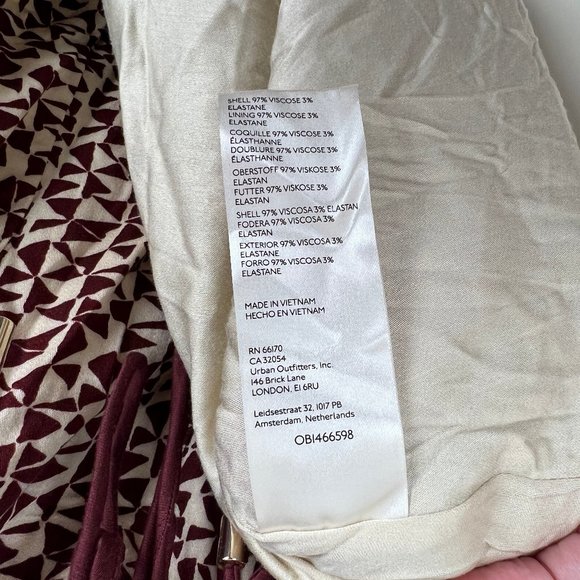 SHELL 97% VISCOSE 3%
ELASTANE
LINING 97% VISCOSE 3%
ELASTANE
COQUILLE 97% VISCOSE 3%
ÉLASTHANNE
DOUBLURE 97% VISCOSE 3%
ÉLASTHANNE
OBERSTOFF 97% VISKOSE 3%
ELASTAN
FUTTER 97% VISKOSE 3%
ELASTAN
SHELL 97% VISCOSA 3% ELASTAN
FODERA 97% VISCOSA 3%
ELASTAN
EXTERIOR 97% VISCOSA 3%
ELASTANE
FORRO 97% VISCOSA 3%
ELASTANE
MADE IN VIETNAM
HECHO EN VIETNAM
RN 66170
CA 32054
Urban Outfitters, Inc.
146 Brick Lane
LONDON, E1 6RU
Leidsestraat 32, 1017 PB
Amsterdam, Netherlands
OB1466598